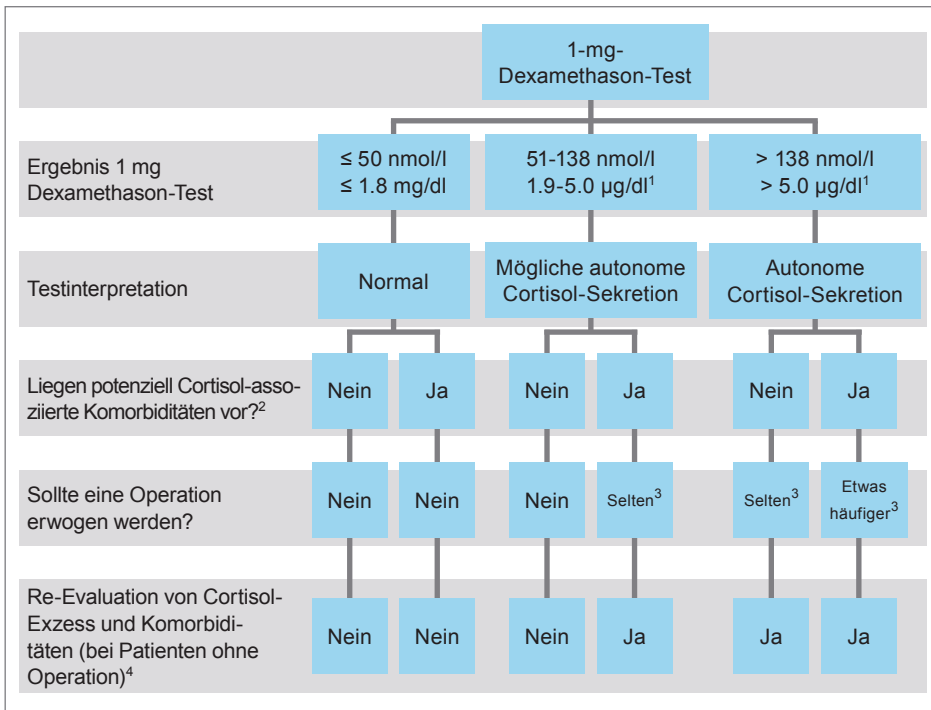 1-mg-
Dexamethason-Test
Ergebnis 1 mg
Dexamethason-Test
≤ 50 nmol/l
≤ 1.8 mg/dl
51-138 nmol/l
1.9-5.0 µg/dl¹
> 138 nmol/l
> 5.0 µg/dl¹
Testinterpretation
Normal
Mögliche autonome
Cortisol-Sekretion
Autonome
Cortisol-Sekretion
Liegen potenziell Cortisol-asso-
ziierte Komorbiditäten vor?²
Nein
Ja
Nein
Ja
Nein
Ja
Sollte eine Operation
erwogen werden?
Nein
Nein
Nein
Selten³
Selten³
Etwas
häufiger³
Re-Evaluation von Cortisol-
Exzess und Komorbidi-
täten (bei Patienten ohne
Operation)⁴
Nein
Nein
Nein
Ja
Ja
Ja